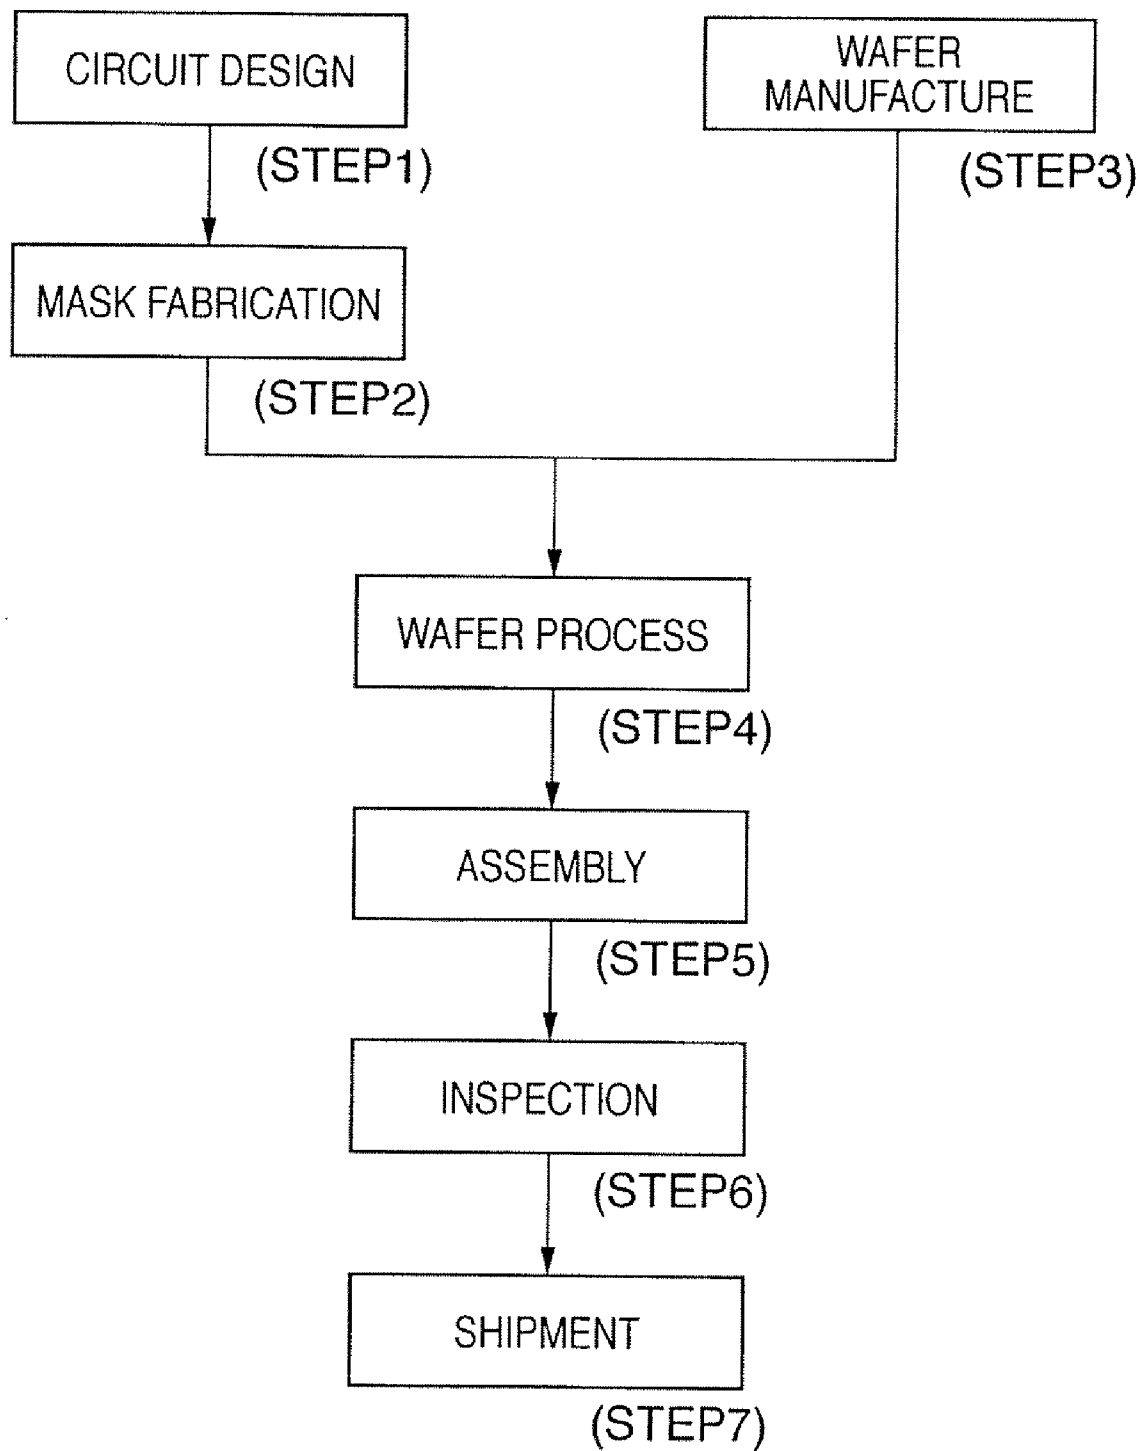 CIRCUIT DESIGN
(STEP1)
WAFER
MANUFACTURE
(STEP3)
MASK FABRICATION
(STEP2)
WAFER PROCESS
(STEP4)
ASSEMBLY
(STEP5)
INSPECTION
(STEP6)
SHIPMENT
(STEP7)